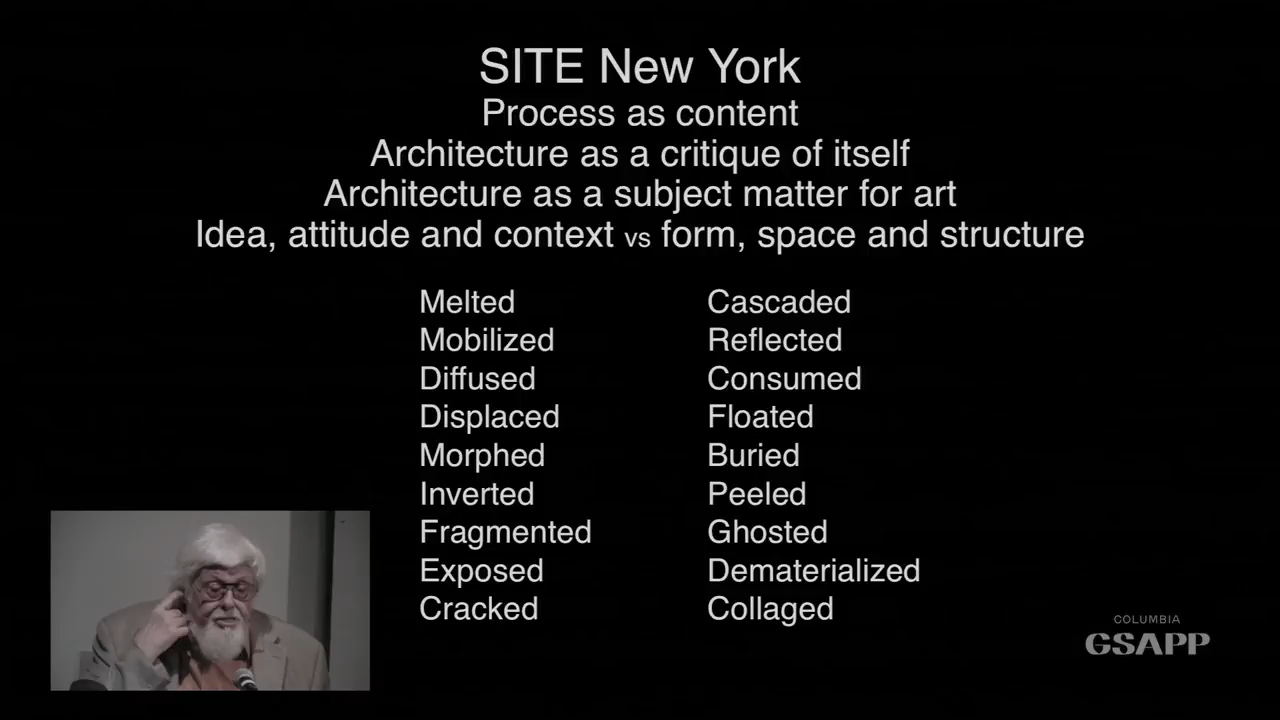 SITE New York
Process as content
Architecture as a critique of itself
Architecture as a subject matter for art
Idea, attitude and context vs form, space and structure
Melted
Mobilized
Diffused
Displaced
Morphed
Inverted
Fragmented
Exposed
Cracked
Cascaded
Reflected
Consumed
Floated
Buried
Peeled
Ghosted
Dematerialized
Collaged
COLUMBIA
GSAPP